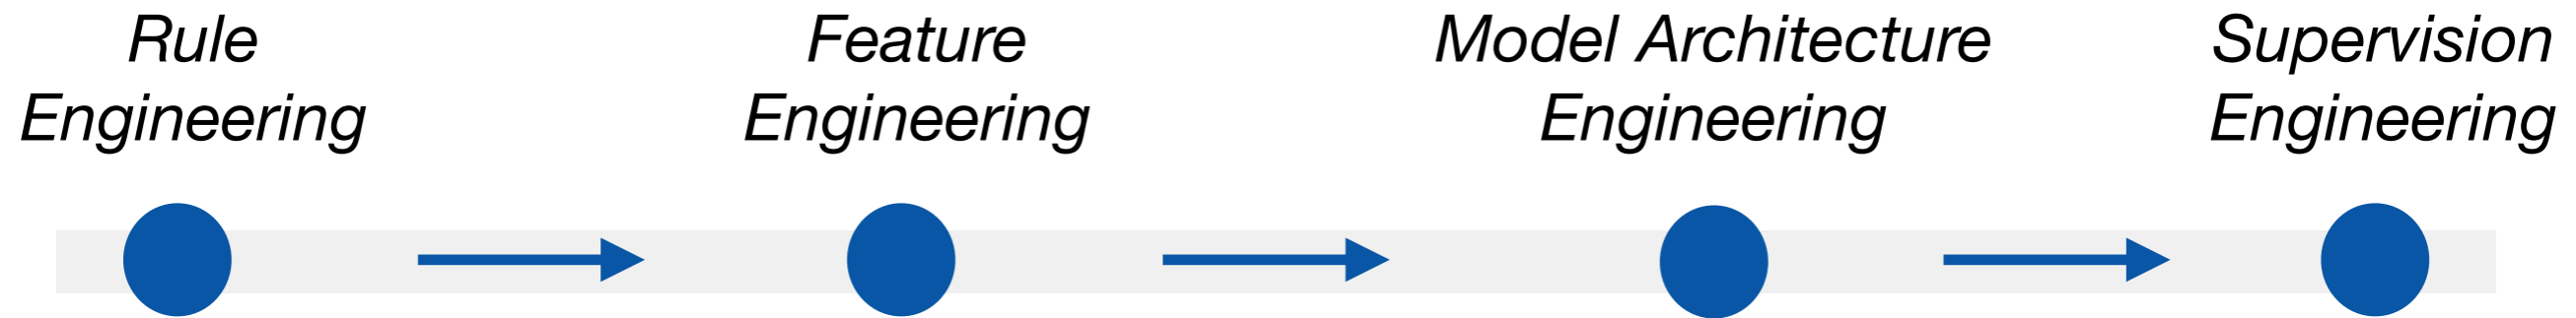 Rule
Engineering
Feature
Engineering
Model Architecture
Engineering
Supervision
Engineering